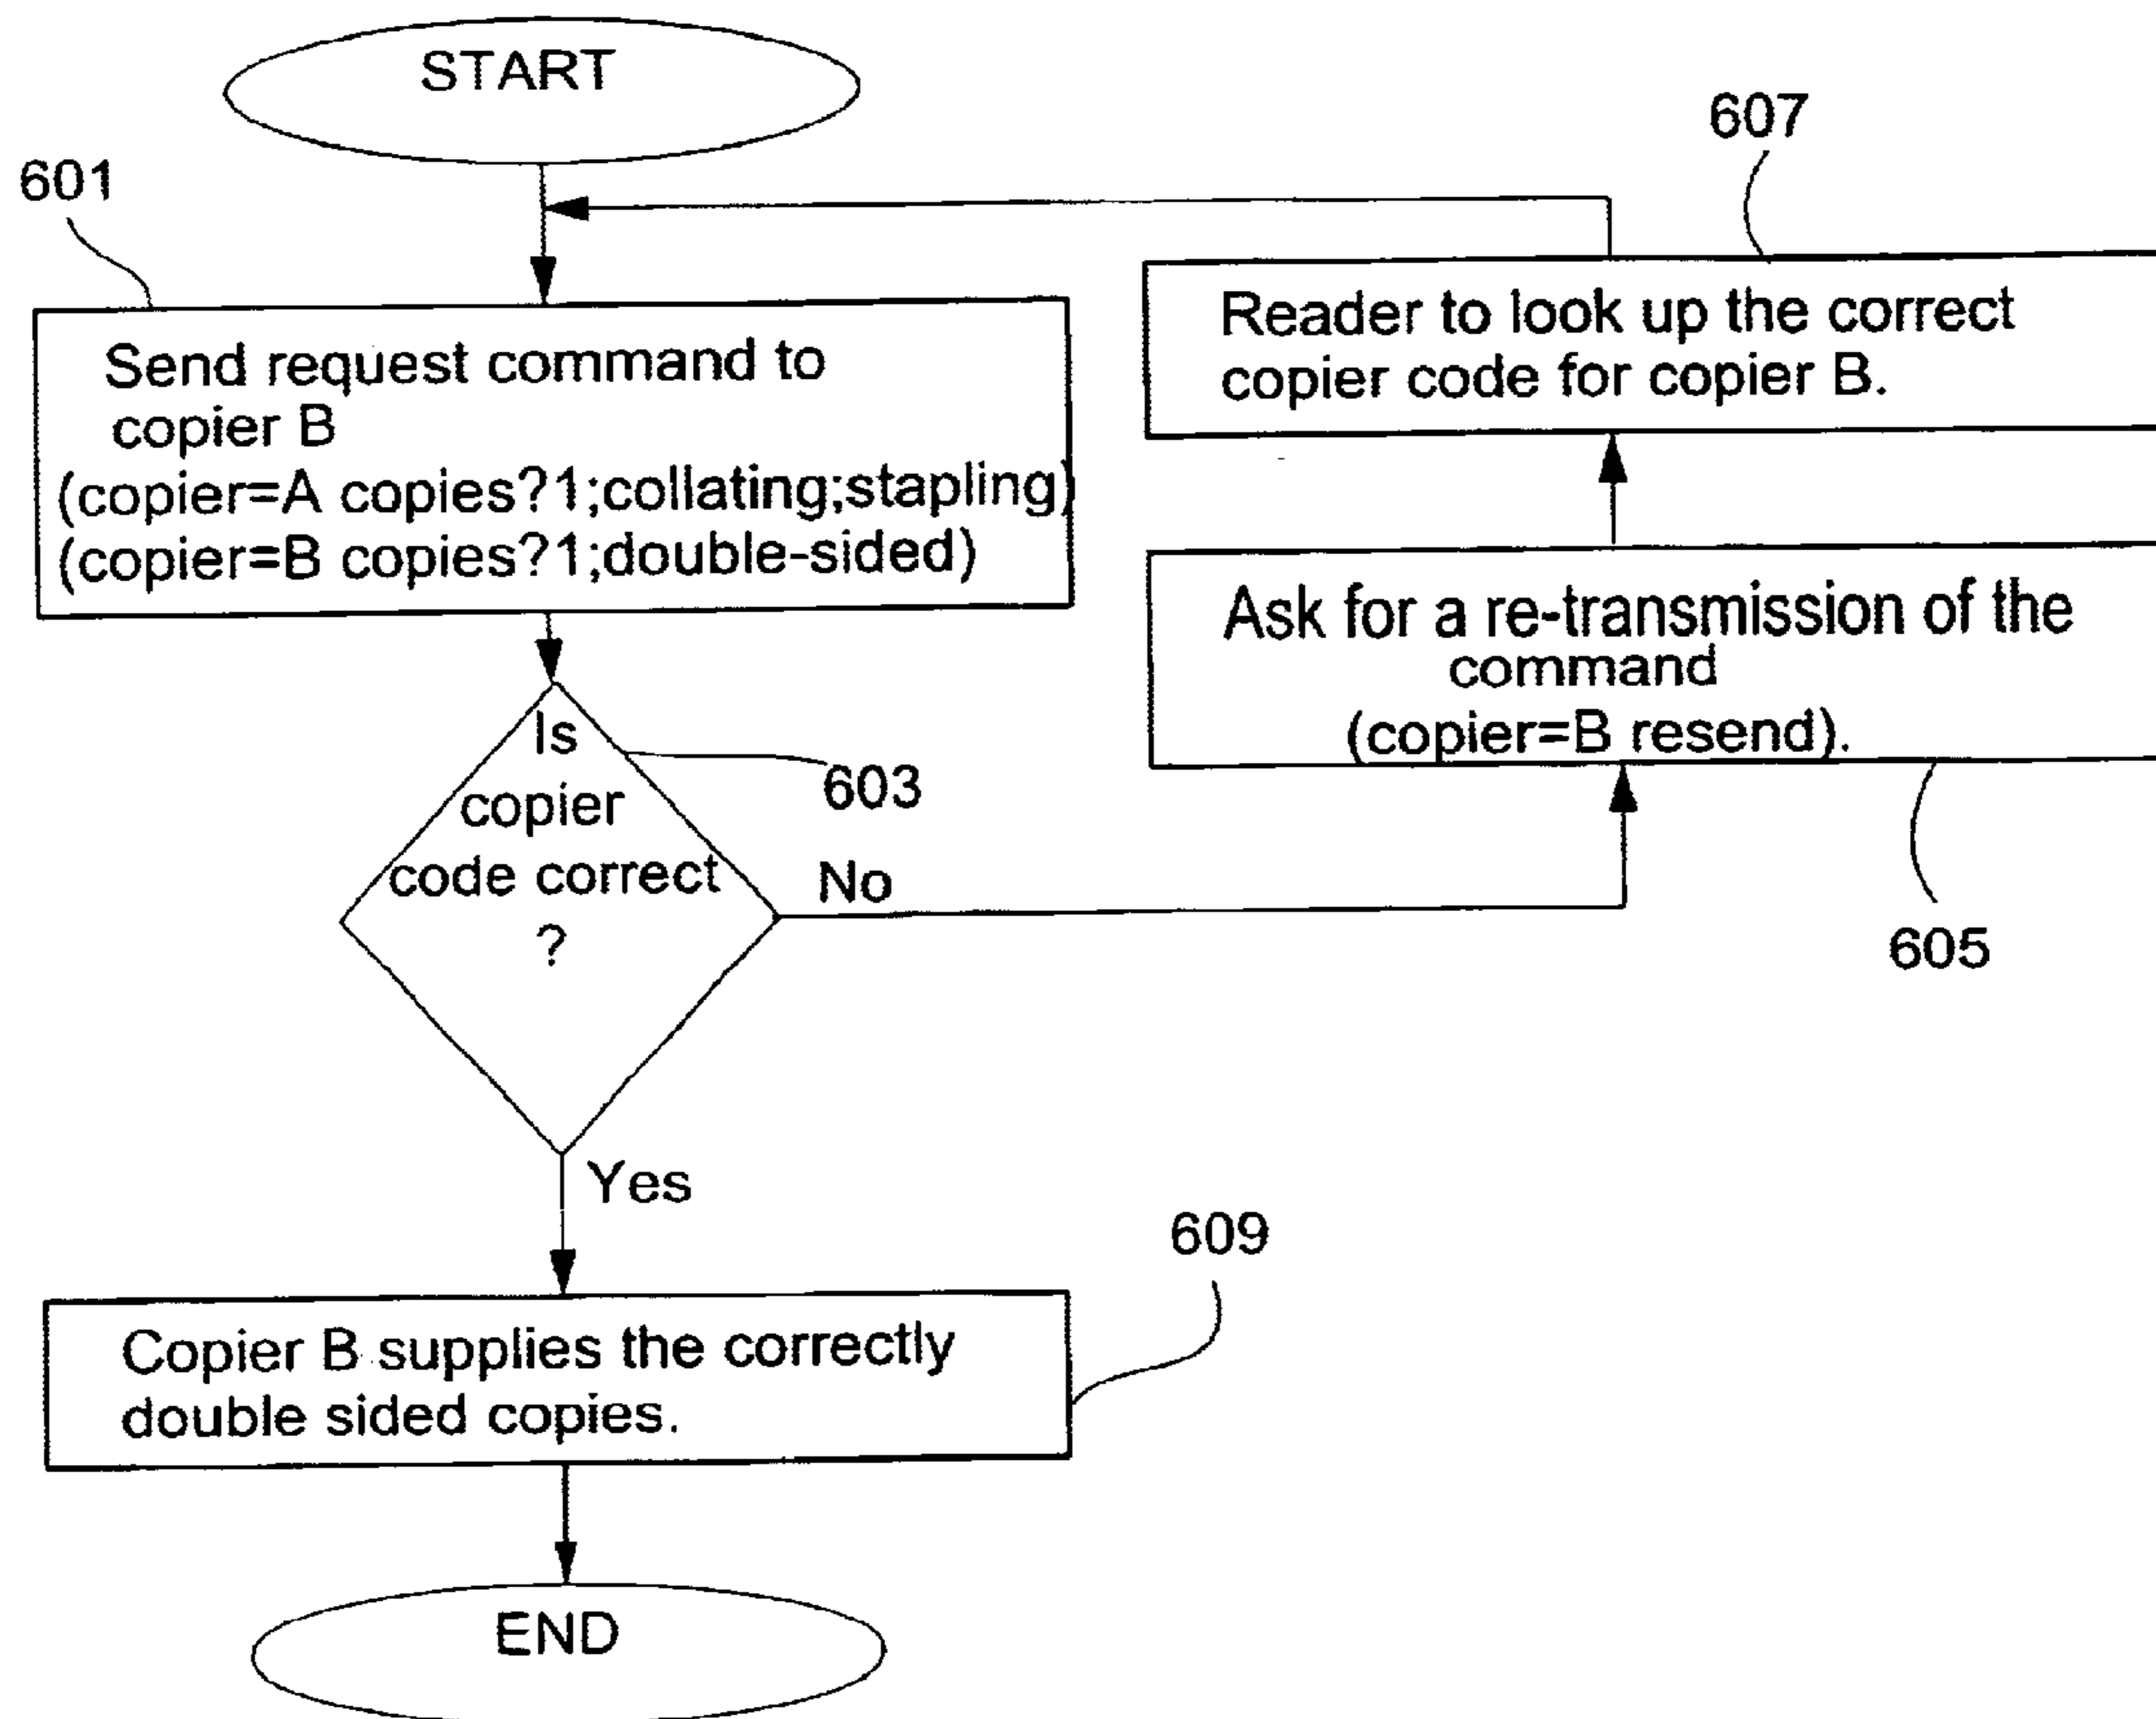 START
601
Send request command to
copier B
(copier=A copies?1;collating;stapling)
(copier=B copies?1;double-sided)
Is
copier
code correct
?
603
No
Yes
607
Reader to look up the correct
copier code for copier B.
Ask for a re-transmission of the
command
(copier=B resend).
605
609
Copier B supplies the correctly
double sided copies.
END